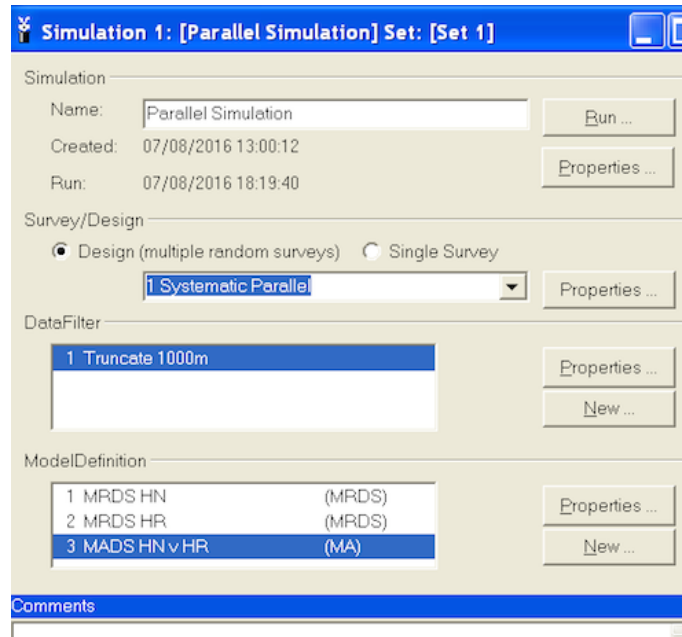 Simulation 1: [Parallel Simulation] Set: [Set 1]
Simulation
Name: Parallel Simulation Run ...
Created: 07/08/2016 13:00:12
Properties ...
Run: 07/08/2016 18:19:40
Survey/Design
Design (multiple random surveys) Single Survey
1 Systematic Parallel Properties ...
DataFilter
1 Truncate 1000m
Properties ...
New ...
ModelDefinition
1 MRDS HN (MRDS)
Properties ...
2 MRDS HR (MRDS)
3 MADS HN v HR (MA)
New ...
Comments